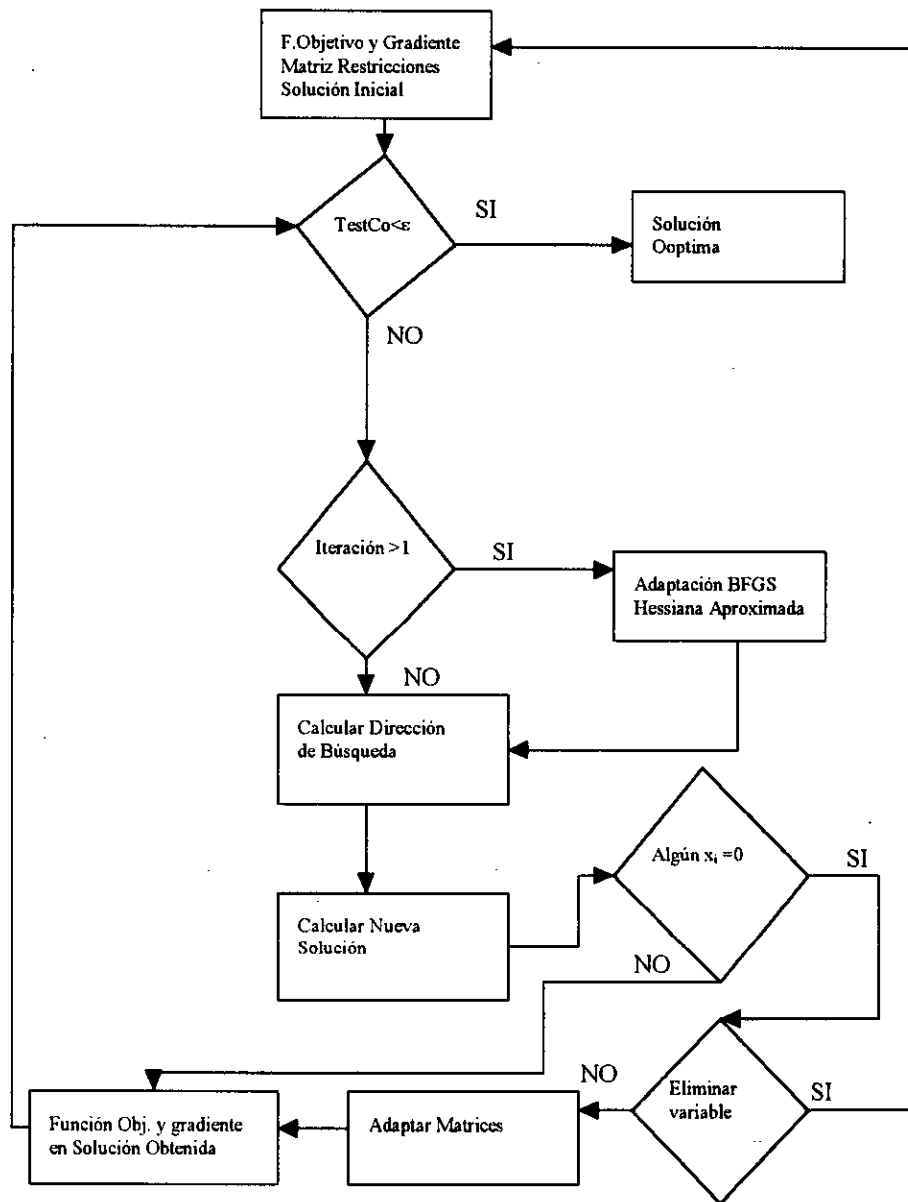 F.Objetivo y Gradiente
Matriz Restricciones
Solución Inicial
TestCo<ε
SI
Solución
Ooptima
NO
Iteración >1
SI
Adaptación BFGS
Hessiana Aproximada
NO
Calcular Dirección
de Búsqueda
Algún xᵢ =0
SI
Calcular Nueva
Solución
NO
Eliminar
variable
NO
SI
Adaptar Matrices
Función Obj. y gradiente
en Solución Obtenida